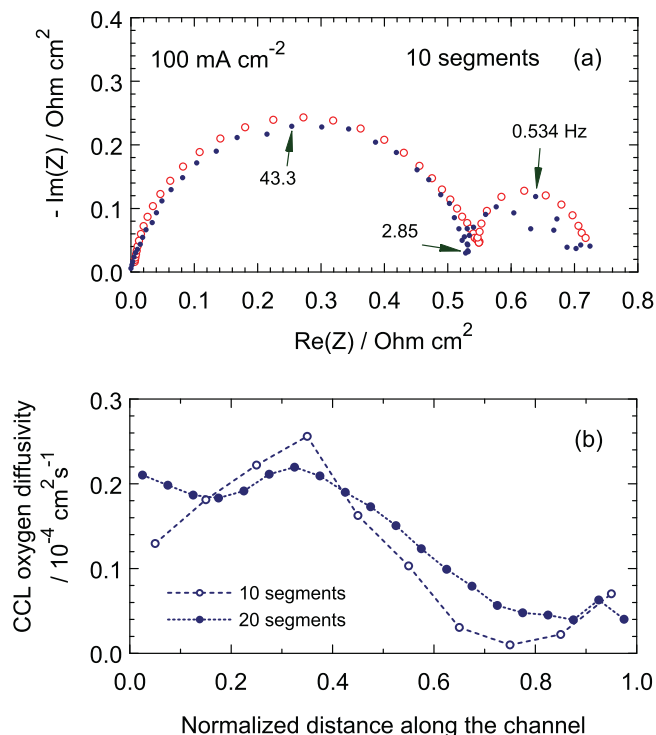 100 mA cm-2
10 segments
(a)
0.534 Hz
43.3
2.85
- Im(Z) / Ohm cm2
0.4
0.3
0.2
0.1
0.0
0.0 0.1 0.2 0.3 0.4 0.5 0.6 0.7 0.8
Re(Z) / Ohm cm2
(b)
CCL oxygen diffusivity
/ 10-4 cm2 s-1
0.3
0.2
0.1
0.0
10 segments
20 segments
0.0 0.2 0.4 0.6 0.8 1.0
Normalized distance along the channel